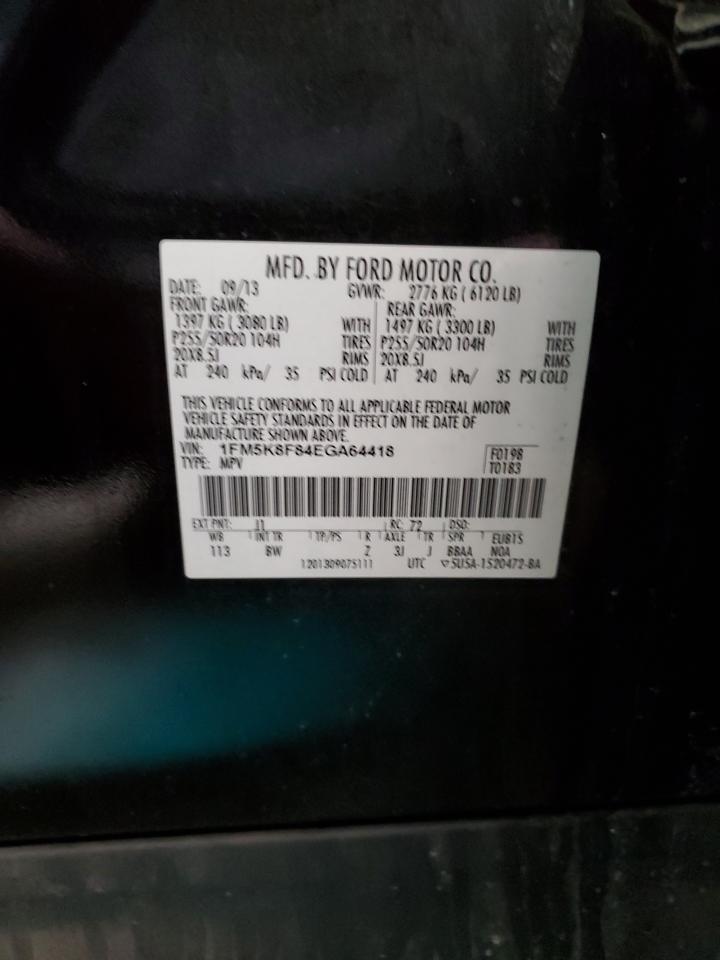 MFD. BY FORD MOTOR CO.
DATE: 09/13 GVWR: 2776 KG ( 6120 LB)
FRONT GAWR: REAR GAWR:
1397 KG ( 3080 LB) WITH 1497 KG ( 3300 LB) WITH
P255/50R20 104H TIRES P255/50R20 104H TIRES
20X8.5J RIMS 20X8.5J RIMS
AT 240 kPa/ 35 PSI COLD AT 240 kPa/ 35 PSI COLD
THIS VEHICLE CONFORMS TO ALL APPLICABLE FEDERAL MOTOR
VEHICLE SAFETY STANDARDS IN EFFECT ON THE DATE OF
MANUFACTURE SHOWN ABOVE.
VIN: 1FM5K8F84EGA64418 F0198
TYPE: MPV T0183
EXT PNT: J1 RC: 72 DSO:
WB INT TR TP/PS R AXLE TR SPR EUB15
113 BW Z 3J J BBAA NOA
1201309075111 UTC ▽5U5A-1520472-BA